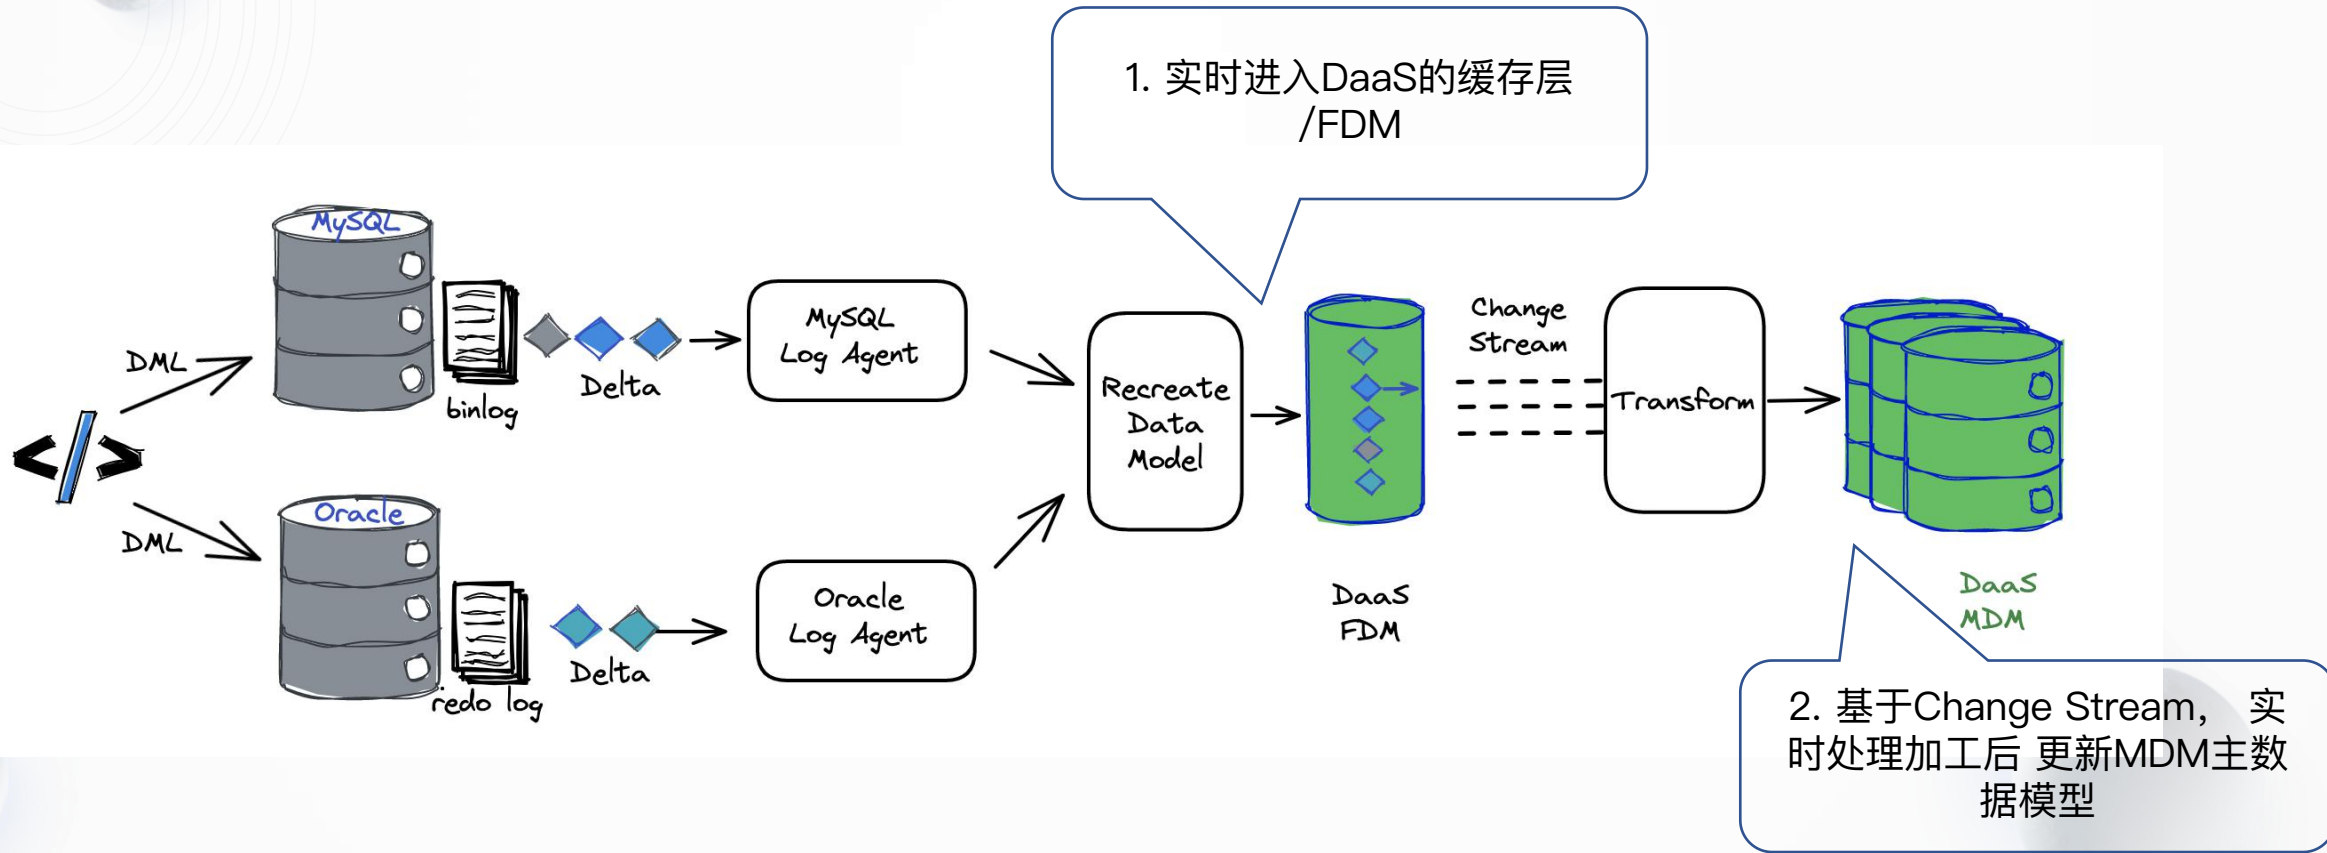 1. 实时进入DaaS的缓存层
/FDM
MySQL
DML
binlog
Delta
MySQL
Log Agent
Oracle
DML
redo log
Delta
Oracle
Log Agent
Recreate
Data
Model
DaaS
FDM
Change
Stream
Transform
DaaS
MDM
2. 基于Change Stream， 实
时处理加工后 更新MDM主数
据模型